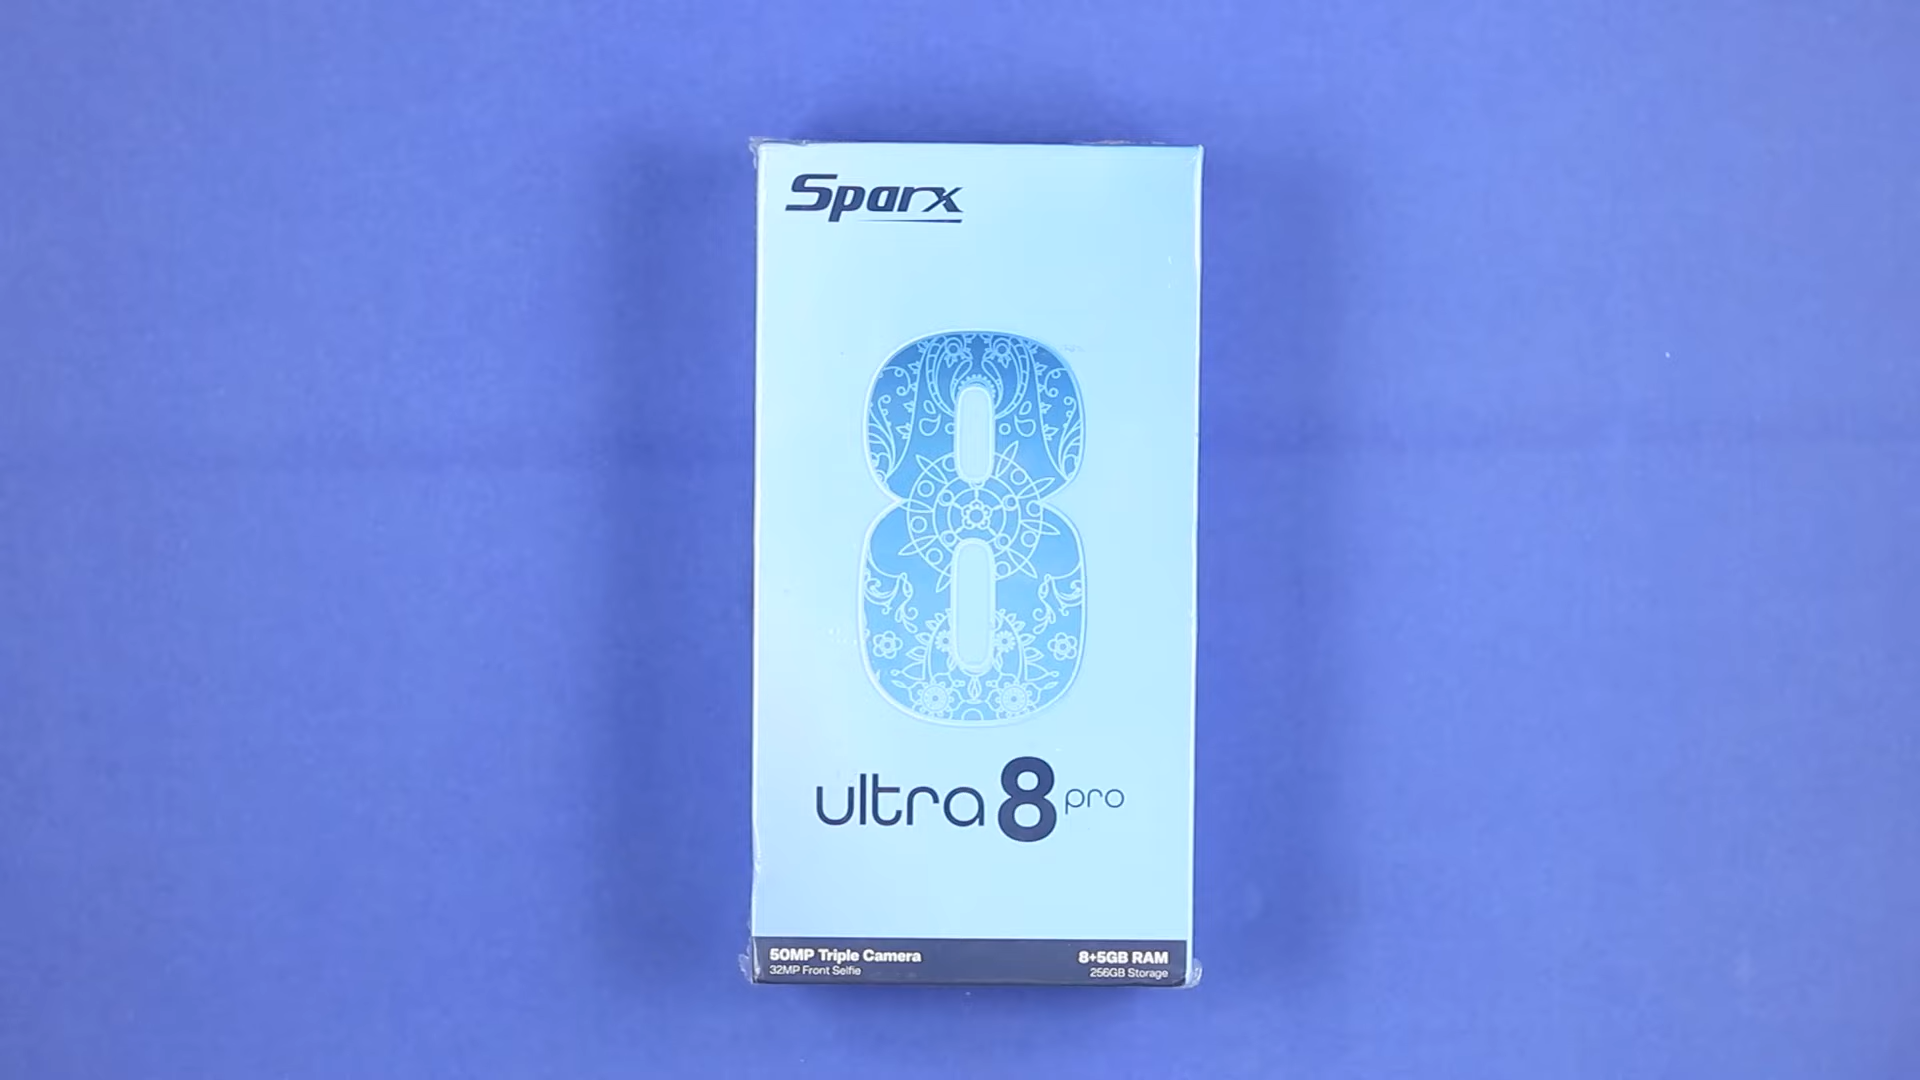 Sparx
ultra 8 pro
50MP Triple Camera
32MP Front Selfie
8+5GB RAM
256GB Storage